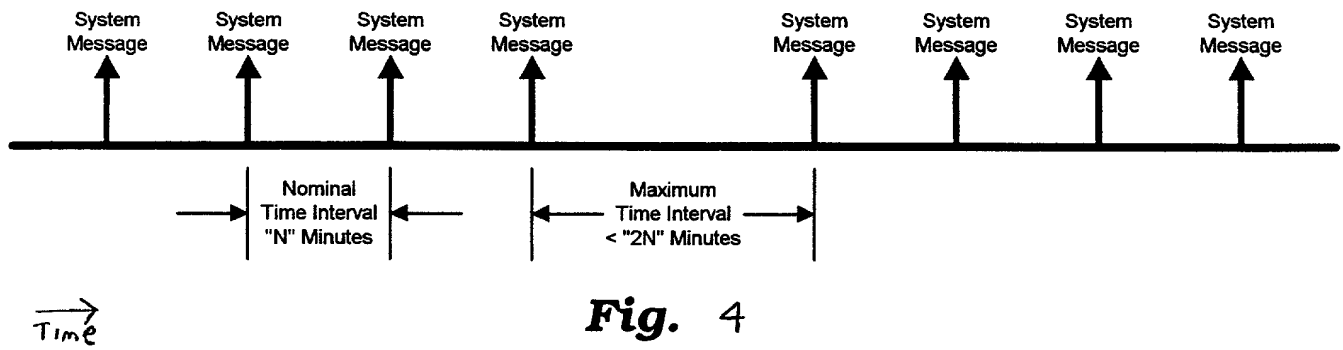 System Message
System Message
System Message
System Message
System Message
System Message
System Message
System Message
Nominal
Time Interval
"N" Minutes
Maximum
Time Interval
< "2N" Minutes
Time
Fig. 4